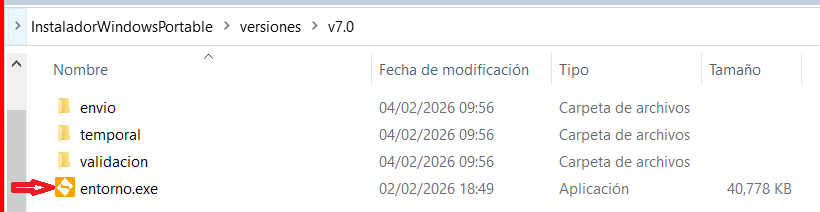 InstaladorWindowsPortable > versiones > v7.0
Nombre Fecha de modificación Tipo Tamaño
envio 04/02/2026 09:56 Carpeta de archivos
temporal 04/02/2026 09:56 Carpeta de archivos
validacion 04/02/2026 09:56 Carpeta de archivos
entorno.exe 02/02/2026 18:49 Aplicación 40,778 KB